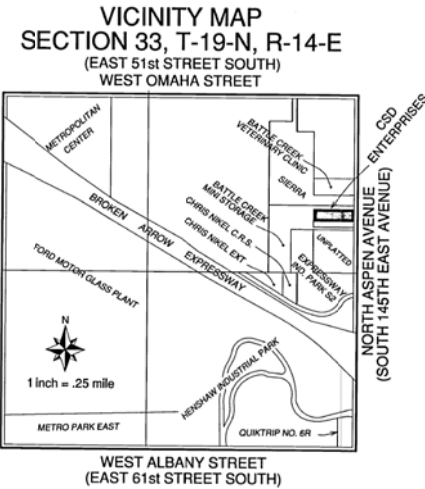 VICINITY MAP
SECTION 33, T-19-N, R-14-E
(EAST 51st STREET SOUTH)
WEST OMAHA STREET
METROPOLITAN
CENTER
BATTLE CREEK
VETERINARY CLINIC
CSD
ENTERPRISES
SIERRA
BATTLE CREEK
MINI STORAGE
CHRIS NIKEL C.R.S.
CHRIS NIKEL EXT
BROKEN ARROW EXPRESSWAY
UNPLATTED
EXPRESSWAY
IND. PARK S2
NORTH ASPEN AVENUE
(SOUTH 145TH EAST AVENUE)
FORD MOTOR GLASS PLANT
N
1 inch = .25 mile
HENSHAW INDUSTRIAL PARK
METRO PARK EAST
QUIKTRIP NO. 6R
WEST ALBANY STREET
(EAST 61st STREET SOUTH)